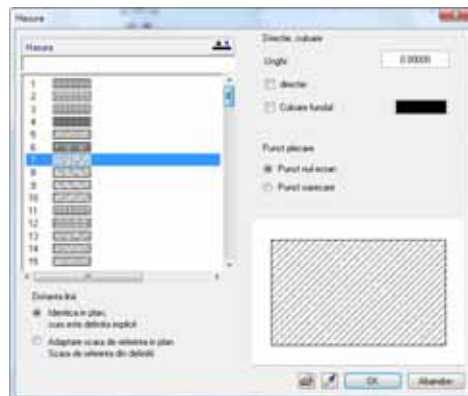 Hasura
Hasura
1
2
3
4
5
6
7
8
9
10
11
12
13
14
15
Distanta linii
Identica in plan,
cum este definita explicit
Adaptare scara de referinta in plan
Scara de referinta din definitii
Directie, culoare
Unghi
0.00000
directie
Culoare fundal
Punct plecare
Punct nul ecran
Punct oarecare
OK
Abandon